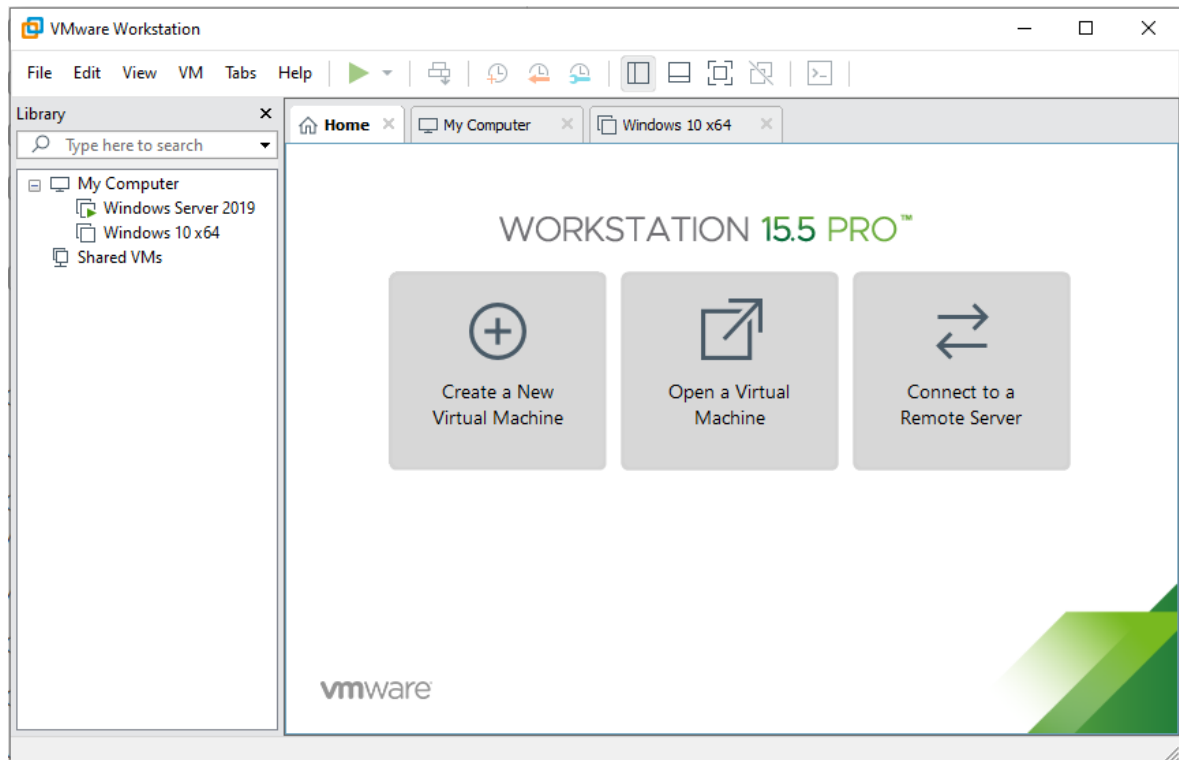 VMware Workstation
File Edit View VM Tabs Help
Library
Type here to search
My Computer
Windows Server 2019
Windows 10 x64
Shared VMs
Home My Computer Windows 10 x64
WORKSTATION 15.5 PRO™
Create a New
Virtual Machine
Open a Virtual
Machine
Connect to a
Remote Server
vmware